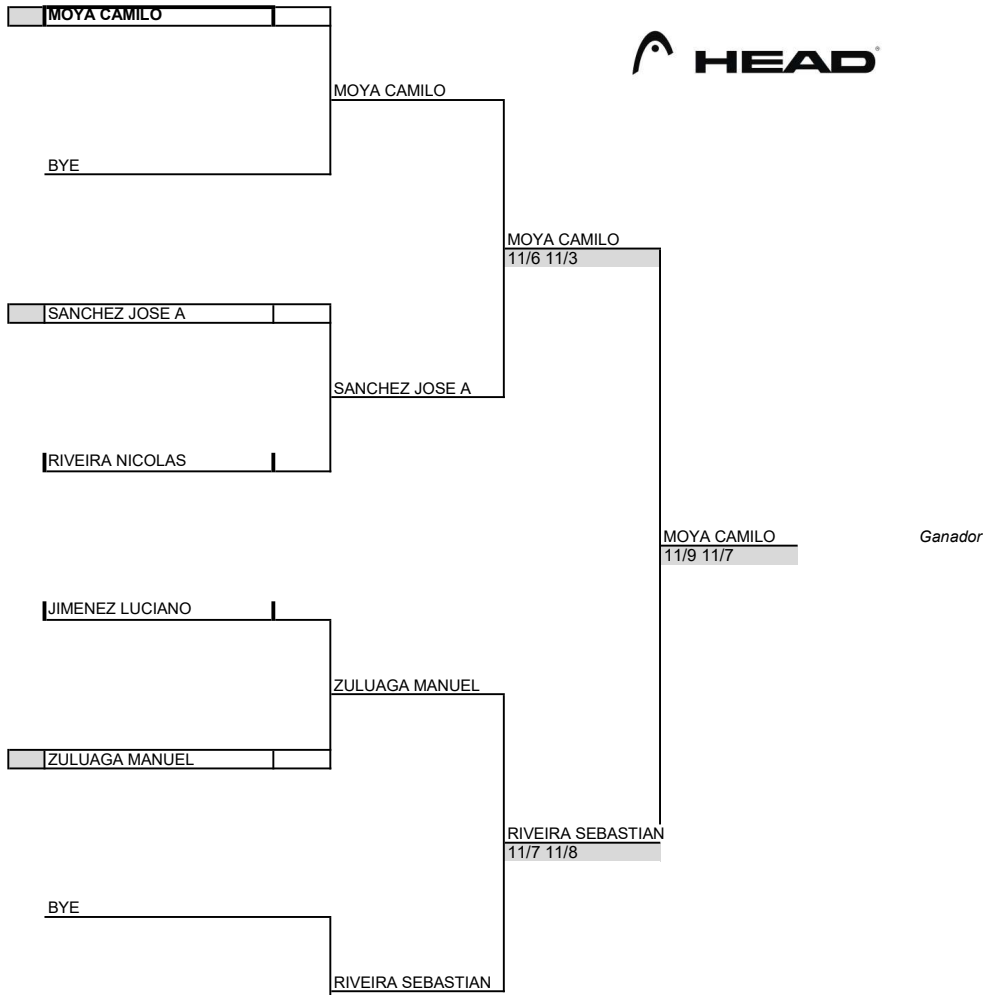 MOYA CAMILO
HEAD
MOYA CAMILO
BYE
MOYA CAMILO
11/6 11/3
SANCHEZ JOSE A
SANCHEZ JOSE A
RIVEIRA NICOLAS
MOYA CAMILO
Ganador
11/9 11/7
JIMENEZ LUCIANO
ZULUAGA MANUEL
ZULUAGA MANUEL
RIVEIRA SEBASTIAN
11/7 11/8
BYE
RIVEIRA SEBASTIAN